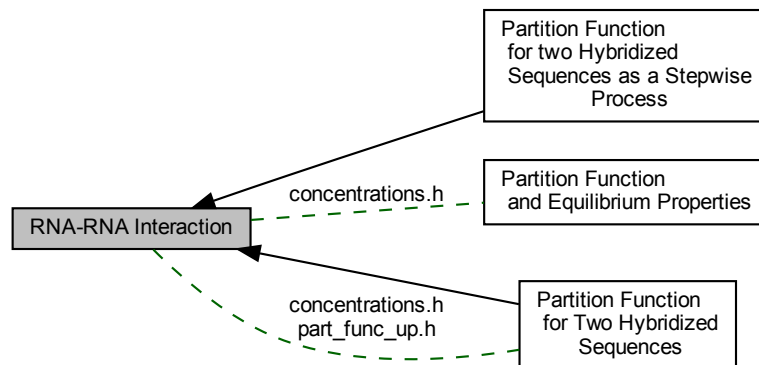 Partition Function
for two Hybridized
Sequences as a Stepwise
Process
concentrations.h
Partition Function
and Equilibrium Properties
RNA-RNA Interaction
concentrations.h
part_func_up.h
Partition Function
for Two Hybridized
Sequences